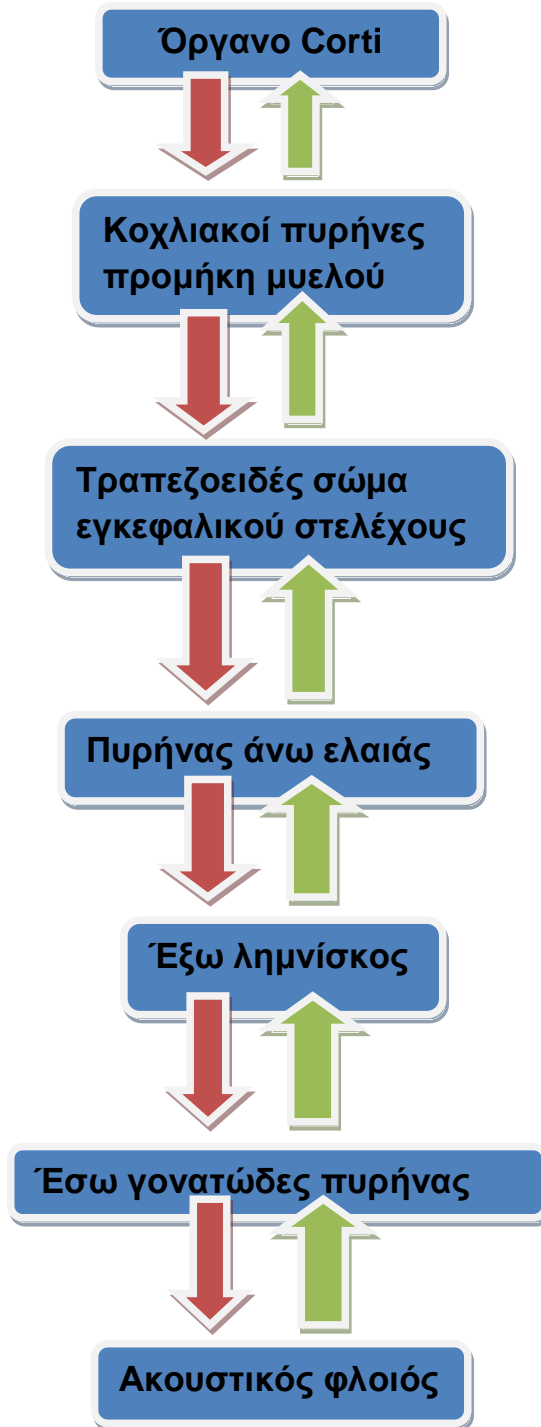 Όργανο Corti
Κοχλιακοί πυρήνες
προμήκη μυελού
Τραπεζοειδές σώμα
εγκεφαλικού στελέχους
Πυρήνας άνω ελαιάς
Έξω λημνίσκος
Έσω γονατώδες πυρήνας
Ακουστικός φλοιός